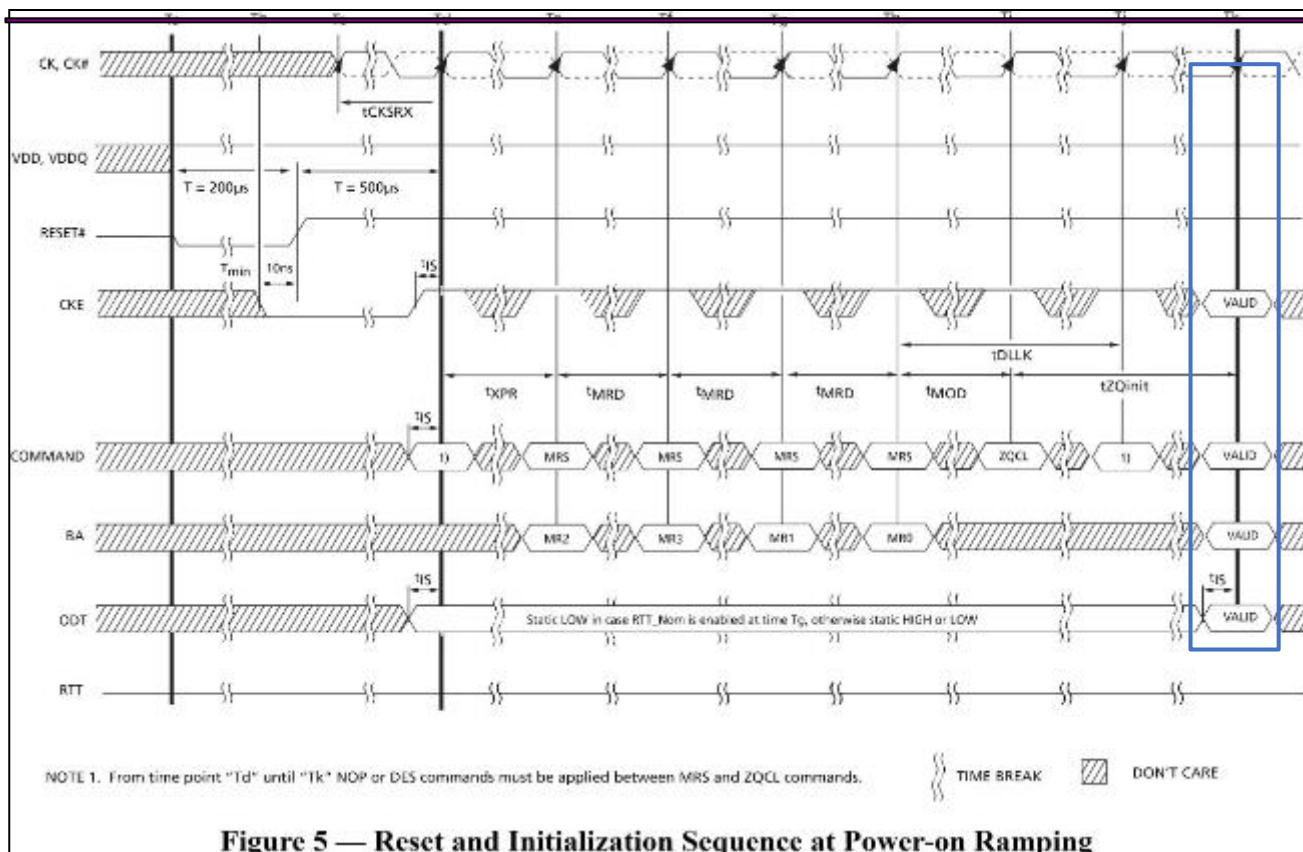 CK, CK#
tCKSRX
VDD, VDDQ
T = 200µs
T = 500µs
RESET#
Tmin
10ns
tIS
CKE
VALID
tDLLK
tXPR
tMRD
tMRD
tMRD
tMOD
tZQinit
tIS
COMMAND
1)
MRS
MRS
MRS
MRS
ZQCL
1)
VALID
BA
MR2
MR3
MR1
MR0
VALID
tIS
tIS
ODT
Static LOW in case RTT_Nom is enabled at time Tg, otherwise static HIGH or LOW
VALID
RTT
NOTE 1. From time point "Td" until "Tk" NOP or DES commands must be applied between MRS and ZQCL commands.
TIME BREAK
DON'T CARE
Figure 5 — Reset and Initialization Sequence at Power-on Ramping